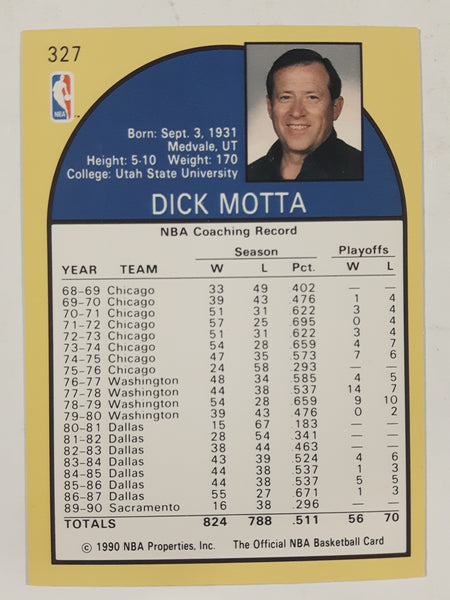 327
NBA
Born: Sept. 3, 1931
Medvale, UT
Height: 5-10 Weight: 170
College: Utah State University
DICK MOTTA
NBA Coaching Record
Season Playoffs
YEAR TEAM W L Pct. W L
68-69 Chicago 33 49 .402 — —
69-70 Chicago 39 43 .476 1 4
70-71 Chicago 51 31 .622 3 4
71-72 Chicago 57 25 .695 0 4
72-73 Chicago 51 31 .622 3 4
73-74 Chicago 54 28 .659 4 7
74-75 Chicago 47 35 .573 7 6
75-76 Chicago 24 58 .293 — —
76-77 Washington 48 34 .585 4 5
77-78 Washington 44 38 .537 14 7
78-79 Washington 54 28 .659 9 10
79-80 Washington 39 43 .476 0 2
80-81 Dallas 15 67 .183 — —
81-82 Dallas 28 54 .341 — —
82-83 Dallas 38 44 .463 — —
83-84 Dallas 43 39 .524 4 6
84-85 Dallas 44 38 .537 1 3
85-86 Dallas 44 38 .537 5 5
86-87 Dallas 55 27 .671 1 3
89-90 Sacramento 16 38 .296 — —
TOTALS 824 788 .511 56 70
© 1990 NBA Properties, Inc. The Official NBA Basketball Card